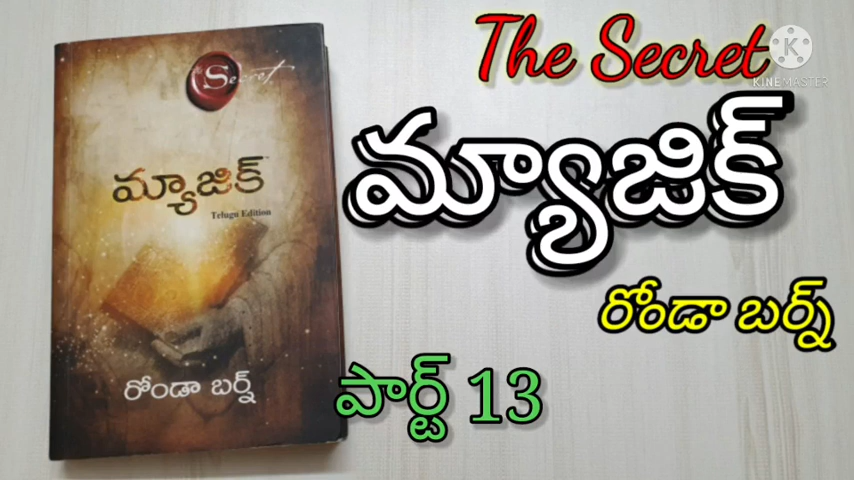 Secret
మ్యాజిక్
Telugu Edition
రోండా బర్న్
The Secret
KINEMASTER
మ్యాజిక్
రోండా బర్న్
పార్ట్ 13